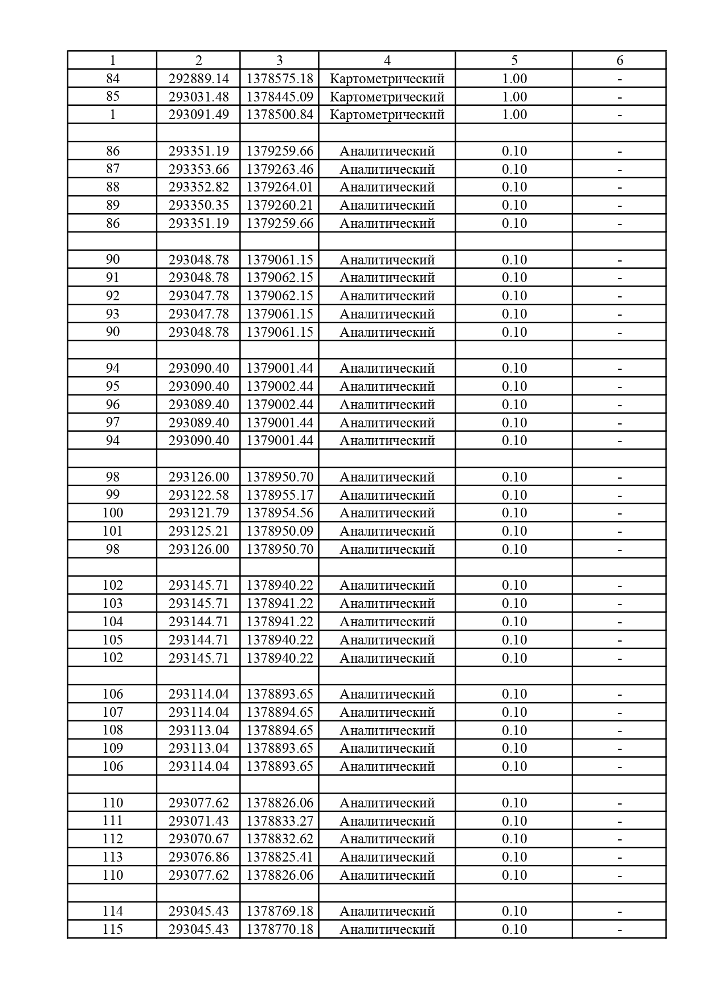 1 2 3 4 5 6
84 292889.14 1378575.18 Картометрический 1.00 -
85 293031.48 1378445.09 Картометрический 1.00 -
1 293091.49 1378500.84 Картометрический 1.00 -
86 293351.19 1379259.66 Аналитический 0.10 -
87 293353.66 1379263.46 Аналитический 0.10 -
88 293352.82 1379264.01 Аналитический 0.10 -
89 293350.35 1379260.21 Аналитический 0.10 -
86 293351.19 1379259.66 Аналитический 0.10 -
90 293048.78 1379061.15 Аналитический 0.10 -
91 293048.78 1379062.15 Аналитический 0.10 -
92 293047.78 1379062.15 Аналитический 0.10 -
93 293047.78 1379061.15 Аналитический 0.10 -
90 293048.78 1379061.15 Аналитический 0.10 -
94 293090.40 1379001.44 Аналитический 0.10 -
95 293090.40 1379002.44 Аналитический 0.10 -
96 293089.40 1379002.44 Аналитический 0.10 -
97 293089.40 1379001.44 Аналитический 0.10 -
94 293090.40 1379001.44 Аналитический 0.10 -
98 293126.00 1378950.70 Аналитический 0.10 -
99 293122.58 1378955.17 Аналитический 0.10 -
100 293121.79 1378954.56 Аналитический 0.10 -
101 293125.21 1378950.09 Аналитический 0.10 -
98 293126.00 1378950.70 Аналитический 0.10 -
102 293145.71 1378940.22 Аналитический 0.10 -
103 293145.71 1378941.22 Аналитический 0.10 -
104 293144.71 1378941.22 Аналитический 0.10 -
105 293144.71 1378940.22 Аналитический 0.10 -
102 293145.71 1378940.22 Аналитический 0.10 -
106 293114.04 1378893.65 Аналитический 0.10 -
107 293114.04 1378894.65 Аналитический 0.10 -
108 293113.04 1378894.65 Аналитический 0.10 -
109 293113.04 1378893.65 Аналитический 0.10 -
106 293114.04 1378893.65 Аналитический 0.10 -
110 293077.62 1378826.06 Аналитический 0.10 -
111 293071.43 1378833.27 Аналитический 0.10 -
112 293070.67 1378832.62 Аналитический 0.10 -
113 293076.86 1378825.41 Аналитический 0.10 -
110 293077.62 1378826.06 Аналитический 0.10 -
114 293045.43 1378769.18 Аналитический 0.10 -
115 293045.43 1378770.18 Аналитический 0.10 -